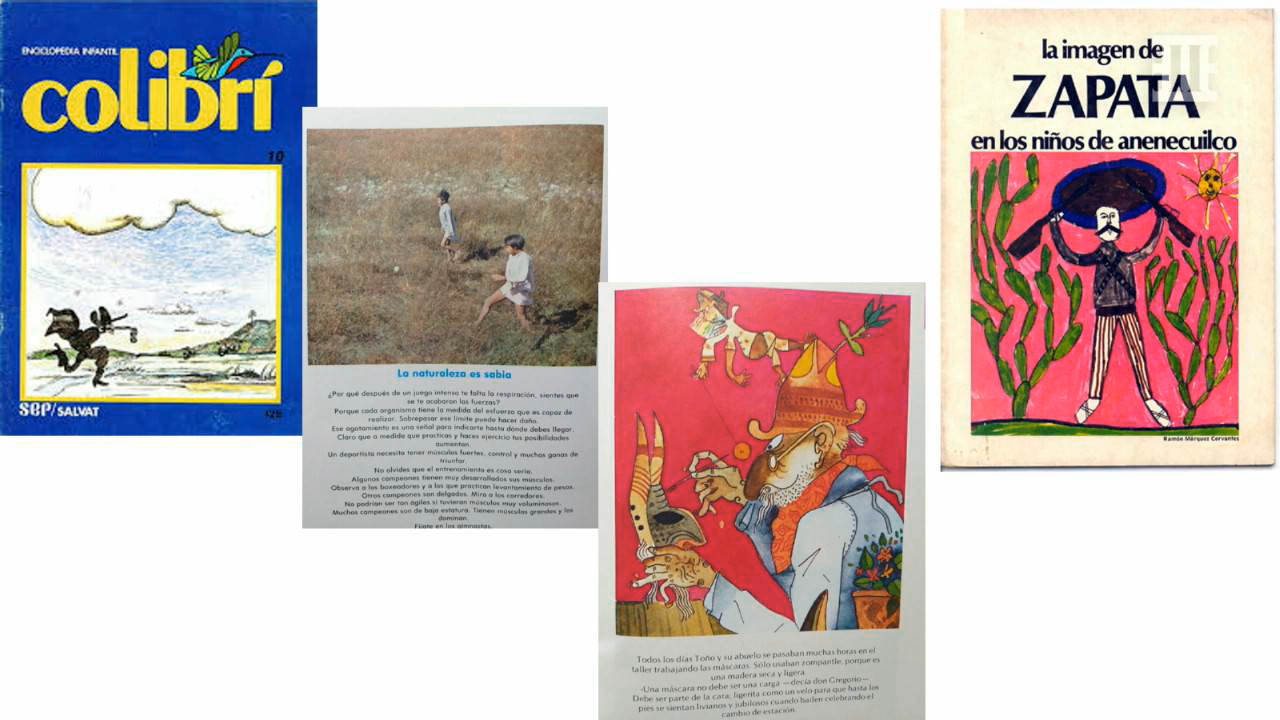 ENCICLOPEDIA INFANTIL
colibrí
10
SEP/SALVAT
La naturaleza es sabia
¿Por qué después de un juego intenso te falta la respiración, sientes que
se te acabaron las fuerzas?
Porque cada organismo tiene la medida del esfuerzo que es capaz de
realizar. Sobrepasar ese límite puede hacer daño.
Ese agotamiento es una señal para indicarte hasta dónde debes llegar.
Claro que a medida que practicas y haces ejercicio tus posibilidades
aumentan.
Un deportista necesita tener músculos fuertes, control y muchas ganas de
triunfar.
No olvides que el entrenamiento es cosa seria.
Algunos campeones tienen muy desarrollados sus musculos.
Observa a los boxeadores y a los que practican levantamiento de pesas.
Otros campeones son delgados. Mira a los corredores.
No podrían ser tan ágiles si tuvieran músculos muy voluminosos.
Muchos campeones son de baja estatura. Tienen músculos grandes y los
dominan.
Fíjate en los gimnastas.
Todos los días Toño y su abuelo se pasaban muchas horas en el
taller trabajando las máscaras. Sólo usaban zompantle, porque es
una madera seca y ligera.
-Una máscara no debe ser una carga —decía don Gregorio—
Debe ser parte de la cara; ligerita como un velo para que hasta los
pies se sientan livianos y jubilosos cuando bailen celebrando el
cambio de estación.
la imagen de
ZAPATA
en los niños de anenecuilco
Ramón Márquez Cervantes